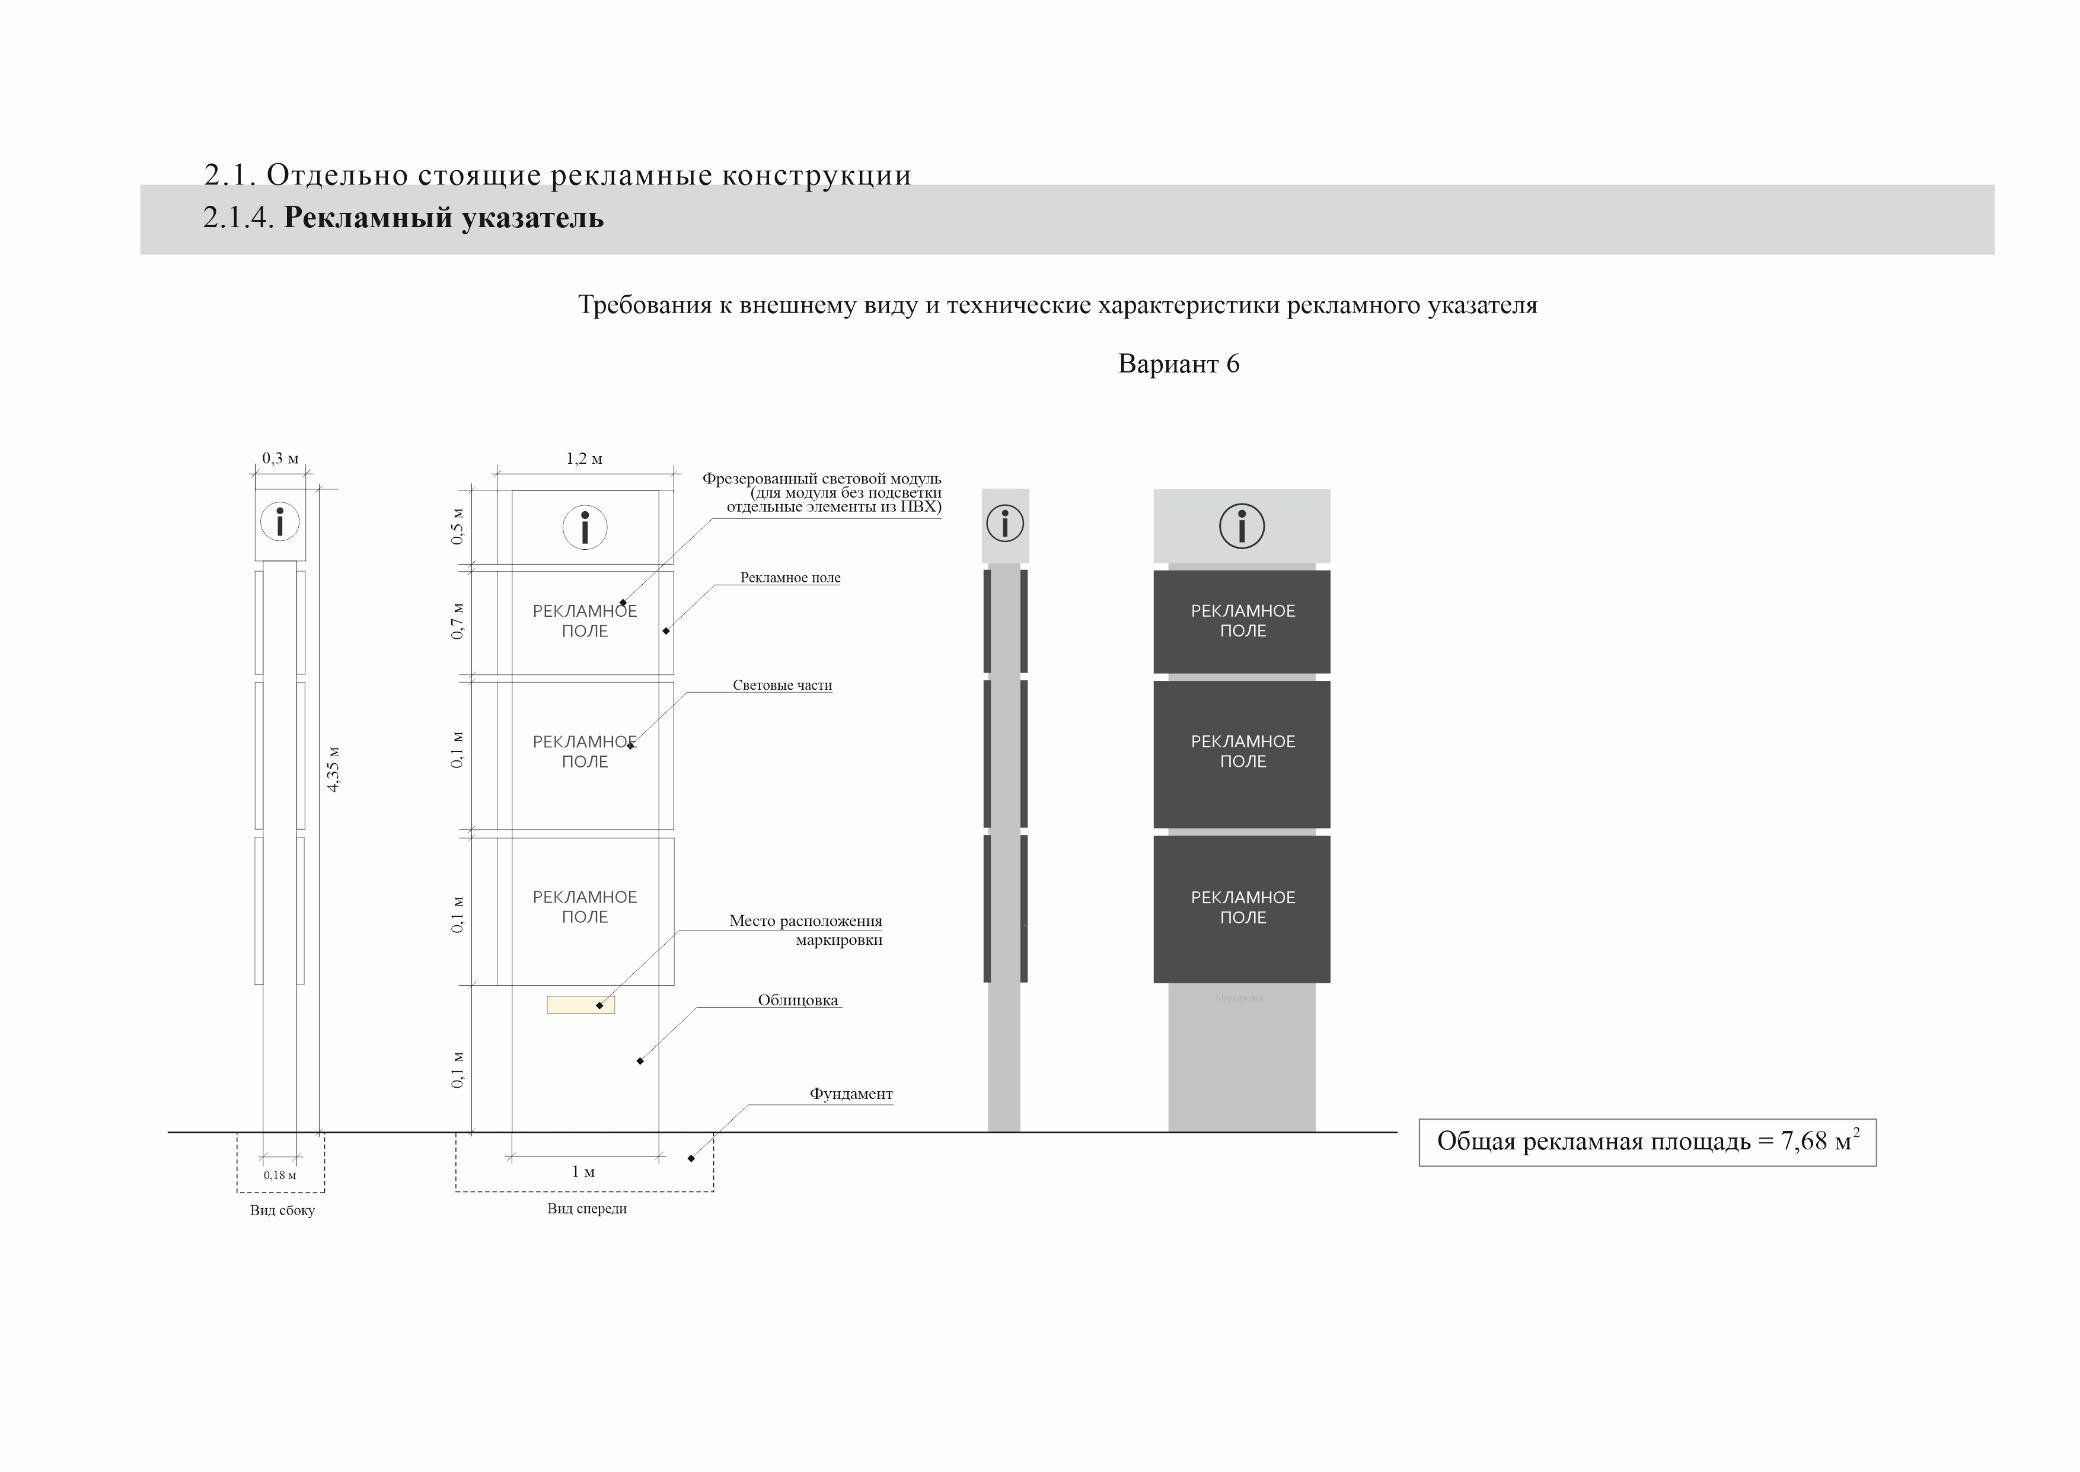 2.1. Отдельно стоящие рекламные конструкции
2.1.4. Рекламный указатель
Требования к внешнему виду и технические характеристики рекламного указателя
Вариант 6
0,3 м
i
4,35 м
0,18 м
Вид сбоку
1,2 м
0,5 м
0,7 м
0,1 м
0,1 м
0,1 м
i
РЕКЛАМНОЕ
ПОЛЕ
РЕКЛАМНОЕ
ПОЛЕ
РЕКЛАМНОЕ
ПОЛЕ
1 м
Вид спереди
Фрезерованный световой модуль
(для модуля без подсветки
отдельные элементы из ПВХ)
Рекламное поле
Световые части
Место расположения
маркировки
Облицовка
Фундамент
i
i
РЕКЛАМНОЕ
ПОЛЕ
РЕКЛАМНОЕ
ПОЛЕ
РЕКЛАМНОЕ
ПОЛЕ
Маркировка
Общая рекламная площадь = 7,68 м²